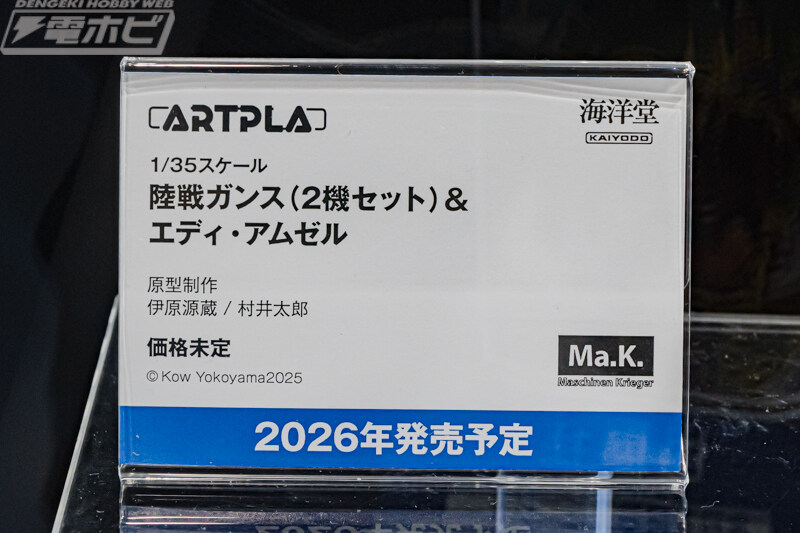 DENGEKI HOBBY WEB
電ホビ
ARTPLA
海洋堂
KAIYODO
1/35スケール
陸戦ガンス(2機セット)&
エディ・アムゼル
原型制作
伊原源蔵 / 村井太郎
価格未定
©Kow Yokoyama2025
Ma.K.
Maschinen Krieger
2026年発売予定